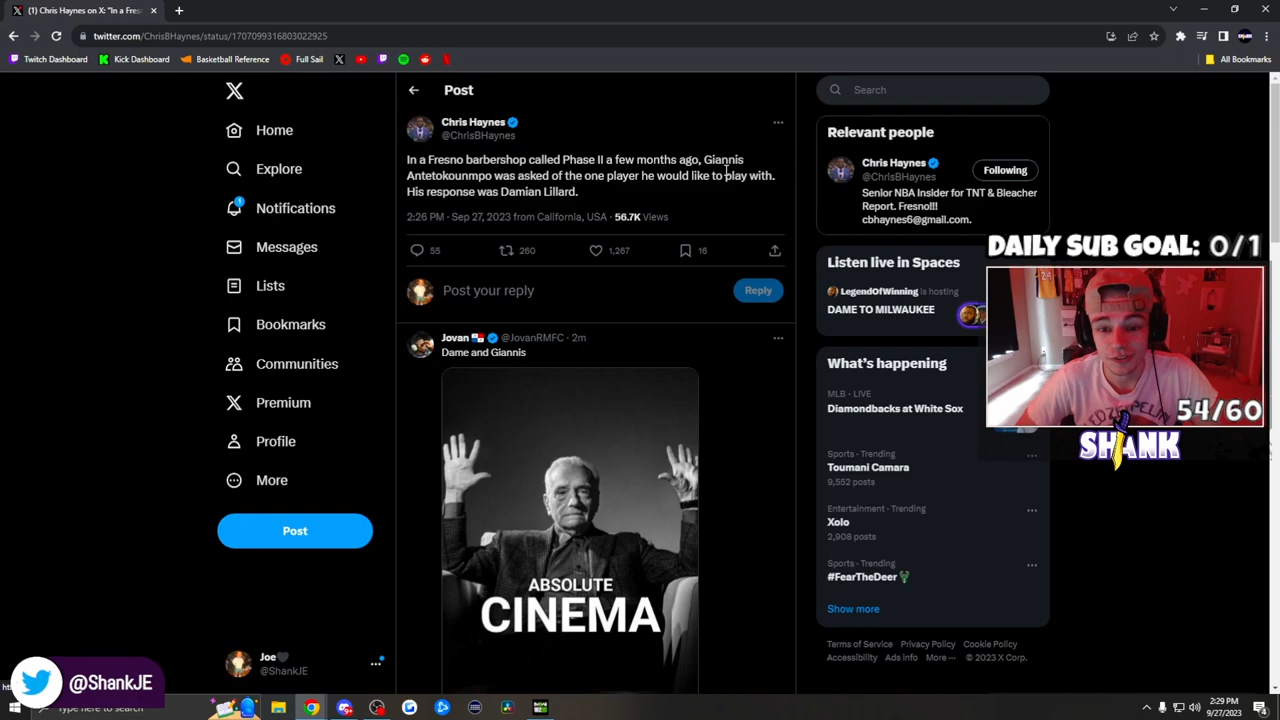 (1) Chris Haynes on X: "In a Fres
twitter.com/ChrisBHaynes/status/1707099316803022925
Twitch Dashboard
Kick Dashboard
Basketball Reference
Full Sail
All Bookmarks
Home
Explore
1
Notifications
Messages
Lists
Bookmarks
Communities
Premium
Profile
More
Post
Joe
@ShankJE
@ShankJE
Post
Chris Haynes
@ChrisBHaynes
In a Fresno barbershop called Phase II a few months ago, Giannis
Antetokounmpo was asked of the one player he would like to play with.
His response was Damian Lillard.
2:26 PM · Sep 27, 2023 from California, USA · 56.7K Views
55 260 1,267 16
Post your reply
Reply
Jovan @JovanRMFC · 2m
Dame and Giannis
ABSOLUTE
CINEMA
Search
Relevant people
Chris Haynes
@ChrisBHaynes
Following
Senior NBA Insider for TNT & Bleacher
Report. Fresno!!!
cbhaynes6@gmail.com.
Listen live in Spaces
LegendOfWinning is hosting
DAME TO MILWAUKEE
What's happening
MLB · LIVE
Diamondbacks at White Sox
Sports · Trending
Toumani Camara
9,552 posts
Entertainment · Trending
Xolo
2,908 posts
Sports · Trending
#FearTheDeer
Show more
Terms of Service Privacy Policy Cookie Policy
Accessibility Ads info More ··· © 2023 X Corp.
DAILY SUB GOAL: 0/1
54/60
SHANK
Type here to search
2:29 PM
9/27/2023
4